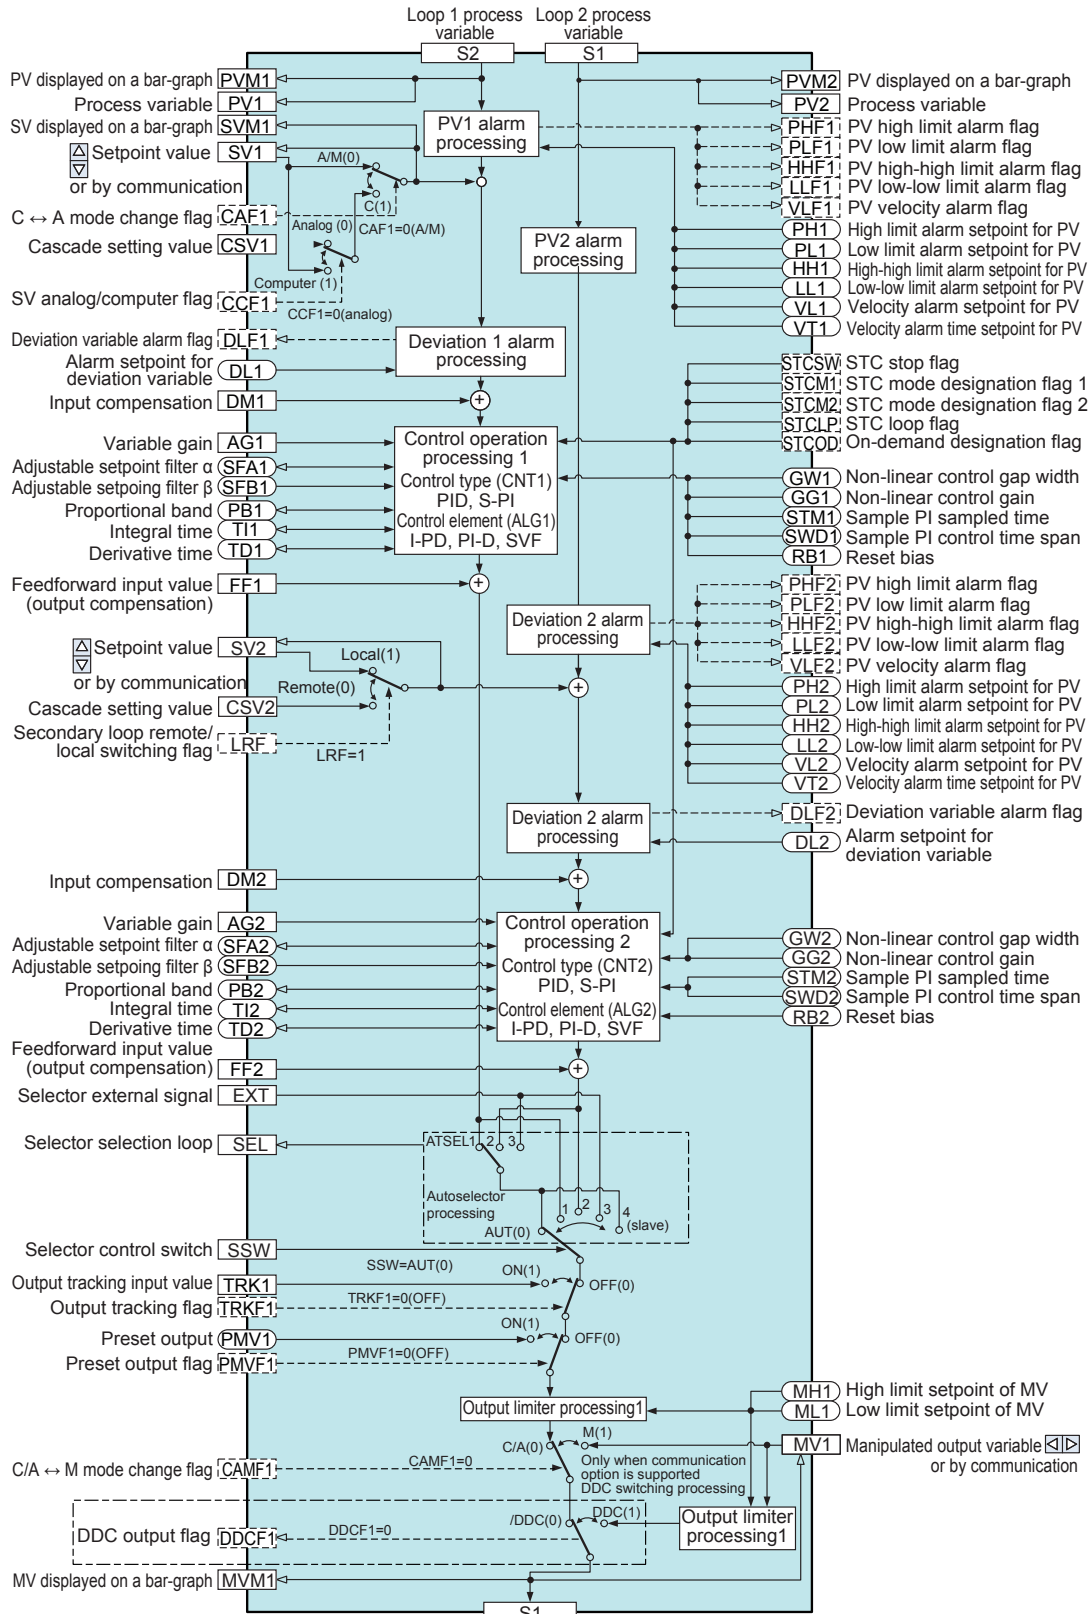 Loop 1 process
variable
Loop 2 process
variable
S2
S1
PV displayed on a bar-graph PVM1
Process variable PV1
SV displayed on a bar-graph SVM1
Setpoint value SV1
or by communication
C ↔ A mode change flag CAF1
Cascade setting value CSV1
SV analog/computer flag CCF1
Deviation variable alarm flag DLF1
Alarm setpoint for
deviation variable DL1
Input compensation DM1
Variable gain AG1
Adjustable setpoint filter α SFA1
Adjustable setpoing filter β SFB1
Proportional band PB1
Integral time TI1
Derivative time TD1
Feedforward input value
(output compensation) FF1
Setpoint value SV2
or by communication
Cascade setting value CSV2
Secondary loop remote/
local switching flag LRF
Input compensation DM2
Variable gain AG2
Adjustable setpoint filter α SFA2
Adjustable setpoing filter β SFB2
Proportional band PB2
Integral time TI2
Derivative time TD2
Feedforward input value
(output compensation) FF2
Selector external signal EXT
Selector selection loop SEL
Selector control switch SSW
Output tracking input value TRK1
Output tracking flag TRKF1
Preset output PMV1
Preset output flag PMVF1
C/A ↔ M mode change flag CAMF1
DDC output flag DDCF1
MV displayed on a bar-graph MVM1
A/M(0)
C(1)
CAF1=0(A/M)
Analog (0)
Computer (1)
CCF1=0(analog)
PV1 alarm
processing
PV2 alarm
processing
Deviation 1 alarm
processing
+
Control operation
processing 1
Control type (CNT1)
PID, S-PI
Control element (ALG1)
I-PD, PI-D, SVF
+
Deviation 2 alarm
processing
Local(1)
Remote(0)
LRF=1
+
Deviation 2 alarm
processing
+
Control operation
processing 2
Control type (CNT2)
PID, S-PI
Control element (ALG2)
I-PD, PI-D, SVF
+
ATSEL1 2 3
Autoselector
processing
1 2 3 4
(slave)
AUT(0)
SSW=AUT(0)
ON(1)
OFF(0)
TRKF1=0(OFF)
ON(1)
OFF(0)
PMVF1=0(OFF)
Output limiter processing1
C/A(0)
M(1)
CAMF1=0
Only when communication
option is supported
DDC switching processing
/DDC(0)
DDC(1)
DDCF1=0
Output limiter
processing1
S1
PVM2 PV displayed on a bar-graph
PV2 Process variable
PHF1 PV high limit alarm flag
PLF1 PV low limit alarm flag
HHF1 PV high-high limit alarm flag
LLF1 PV low-low limit alarm flag
VLF1 PV velocity alarm flag
PH1 High limit alarm setpoint for PV
PL1 Low limit alarm setpoint for PV
HH1 High-high limit alarm setpoint for PV
LL1 Low-low limit alarm setpoint for PV
VL1 Velocity alarm setpoint for PV
VT1 Velocity alarm time setpoint for PV
STCSW STC stop flag
STCM1 STC mode designation flag 1
STCM2 STC mode designation flag 2
STCLP STC loop flag
STCOD On-demand designation flag
GW1 Non-linear control gap width
GG1 Non-linear control gain
STM1 Sample PI sampled time
SWD1 Sample PI control time span
RB1 Reset bias
PHF2 PV high limit alarm flag
PLF2 PV low limit alarm flag
HHF2 PV high-high limit alarm flag
LLF2 PV low-low limit alarm flag
VLF2 PV velocity alarm flag
PH2 High limit alarm setpoint for PV
PL2 Low limit alarm setpoint for PV
HH2 High-high limit alarm setpoint for PV
LL2 Low-low limit alarm setpoint for PV
VL2 Velocity alarm setpoint for PV
VT2 Velocity alarm time setpoint for PV
DLF2 Deviation variable alarm flag
DL2 Alarm setpoint for
deviation variable
GW2 Non-linear control gap width
GG2 Non-linear control gain
STM2 Sample PI sampled time
SWD2 Sample PI control time span
RB2 Reset bias
MH1 High limit setpoint of MV
ML1 Low limit setpoint of MV
MV1 Manipulated output variable
or by communication